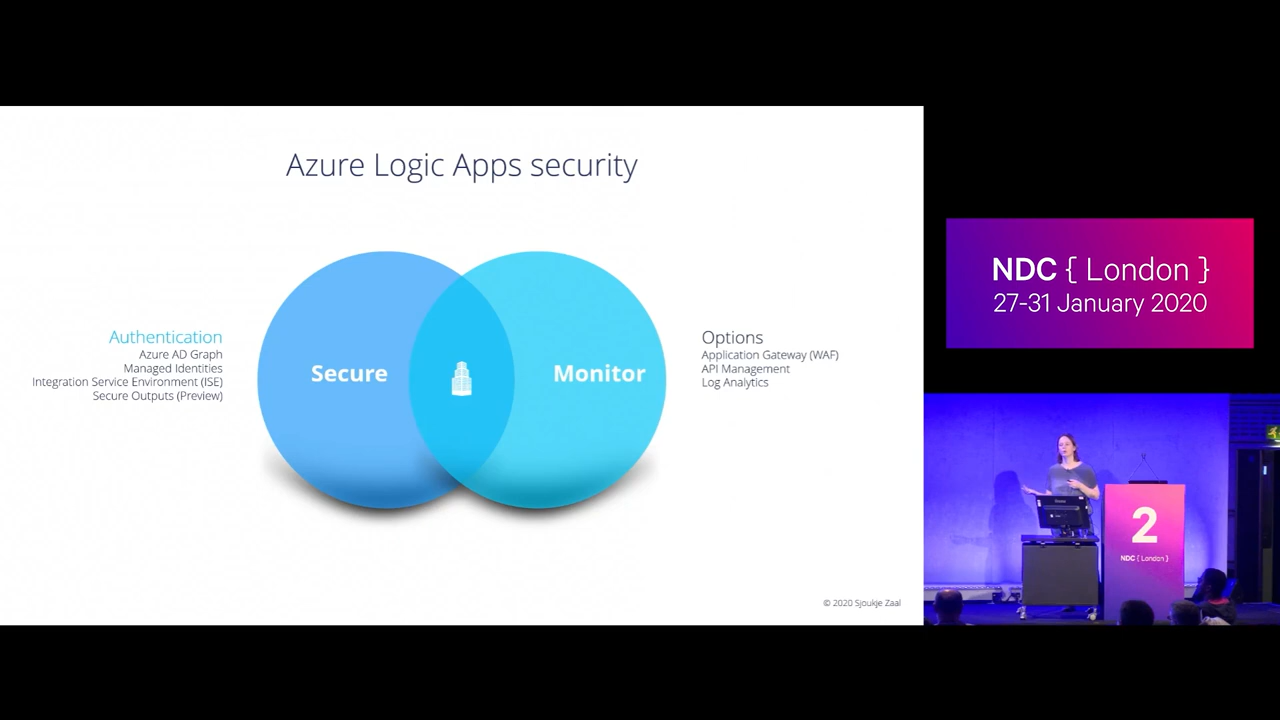 Azure Logic Apps security
Authentication
Azure AD Graph
Managed Identities
Integration Service Environment (ISE)
Secure Outputs (Preview)
Secure
Monitor
Options
Application Gateway (WAF)
API Management
Log Analytics
© 2020 Sjoukje Zaal
NDC { London }
27-31 January 2020
2
NDC { London }